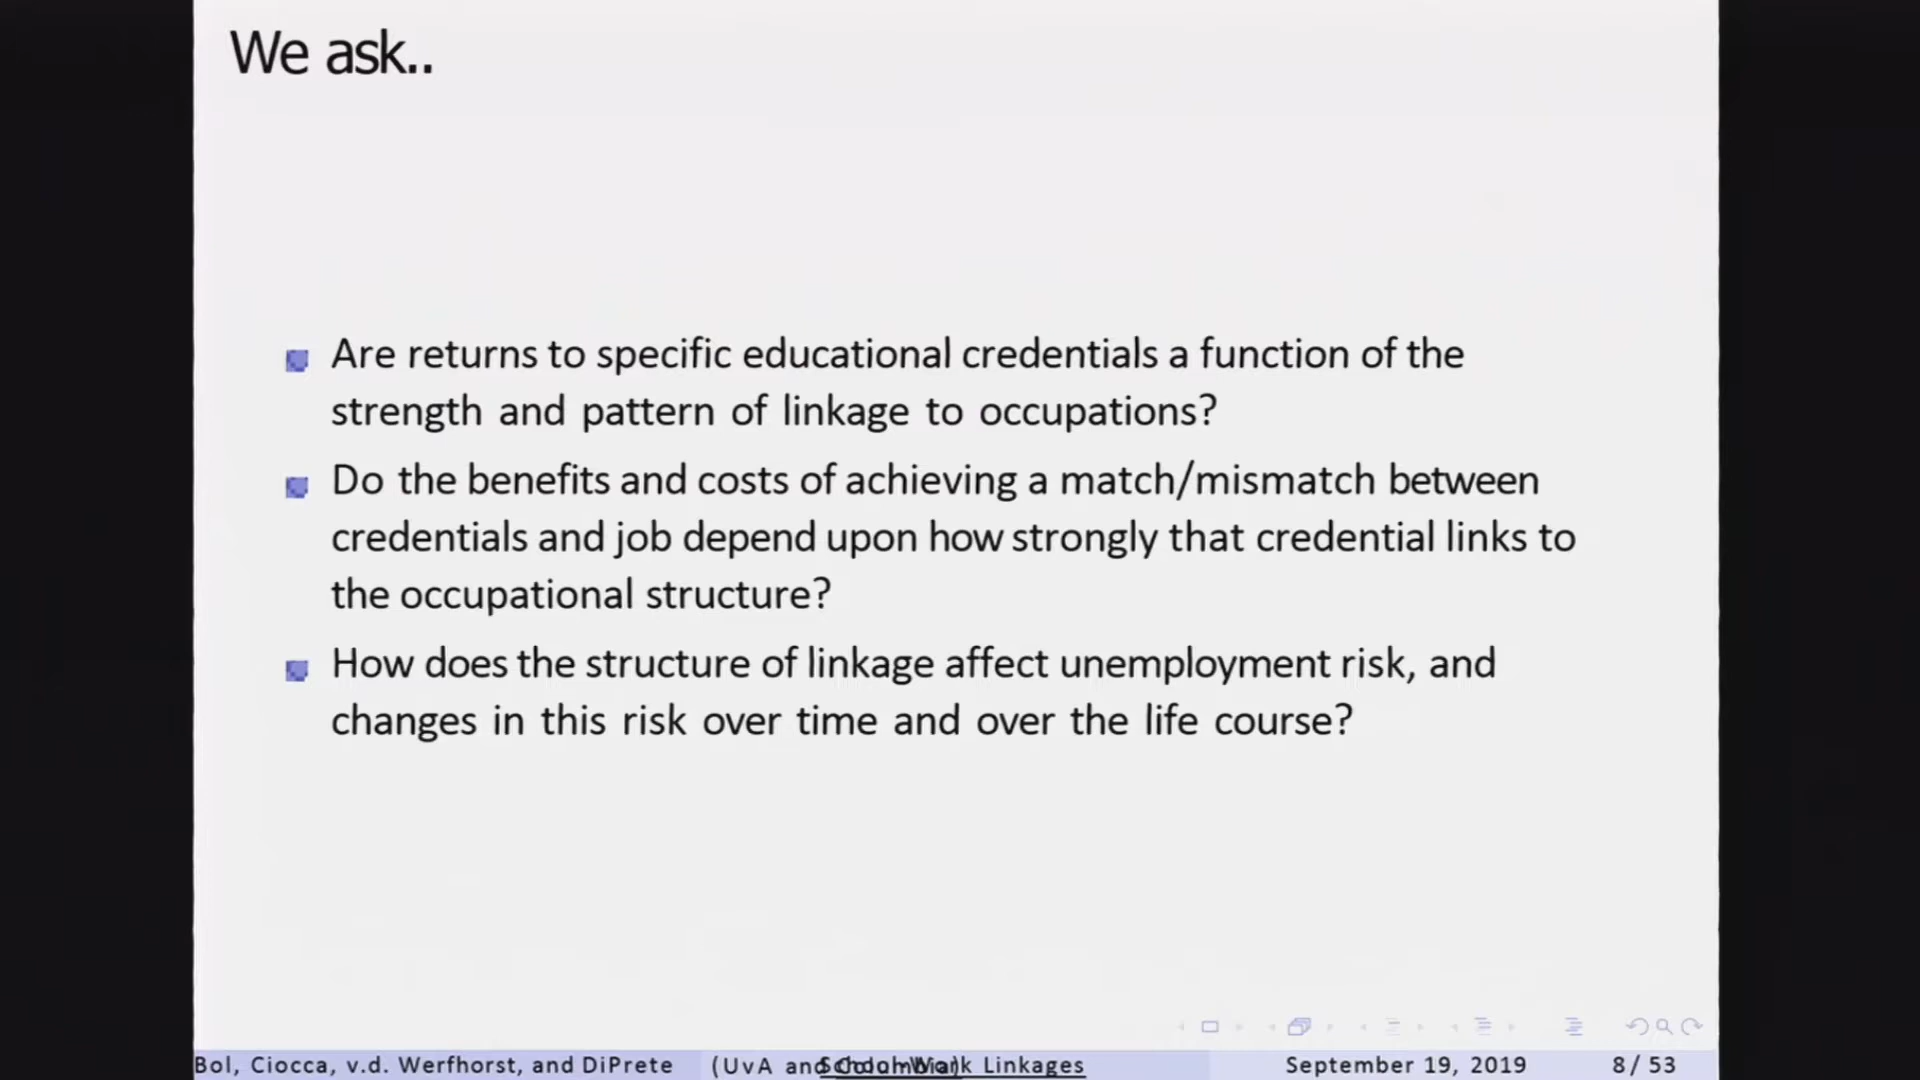 We ask..
Are returns to specific educational credentials a function of the
strength and pattern of linkage to occupations?
Do the benefits and costs of achieving a match/mismatch between
credentials and job depend upon how strongly that credential links to
the occupational structure?
How does the structure of linkage affect unemployment risk, and
changes in this risk over time and over the life course?
Bol, Ciocca, v.d. Werfhorst, and DiPrete (UvA and Columbia) School-Work Linkages September 19, 2019 8 / 53